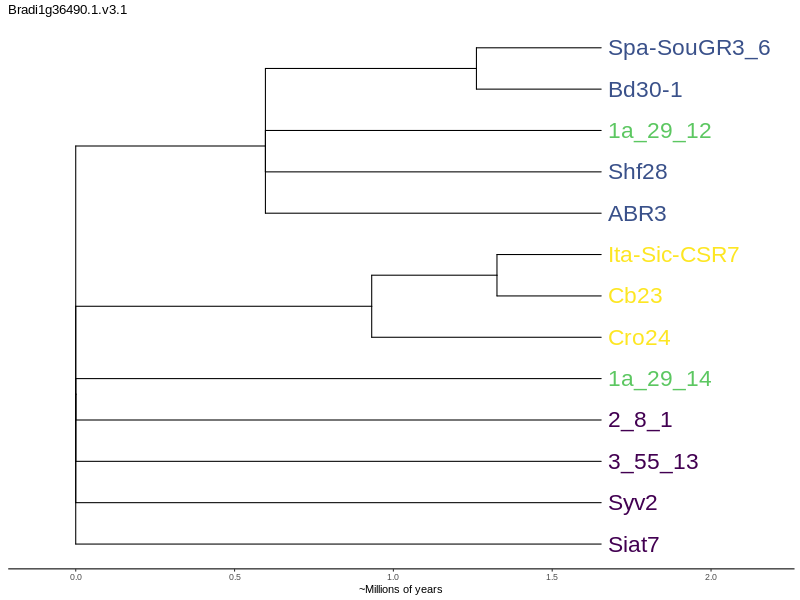 Bradi1g36490.1.v3.1
Spa-SouGR3_6
Bd30-1
1a_29_12
Shf28
ABR3
Ita-Sic-CSR7
Cb23
Cro24
1a_29_14
2_8_1
3_55_13
Syv2
Siat7
0.0 0.5 1.0 1.5 2.0
~Millions of years